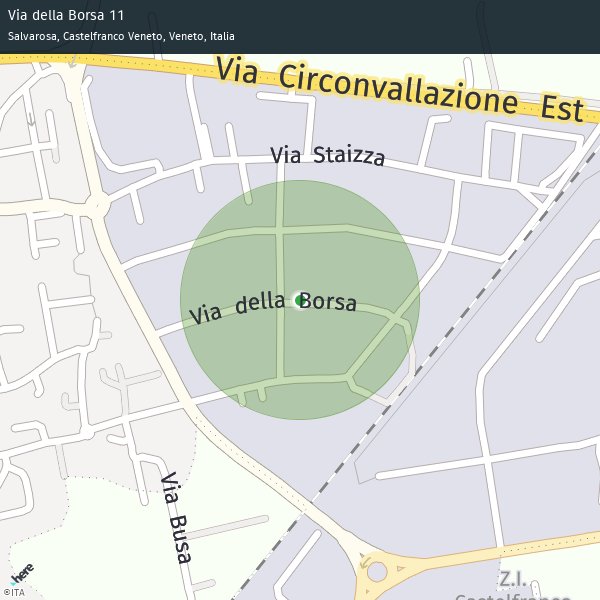 Via della Borsa 11
Salvarosa, Castelfranco Veneto, Veneto, Italia
Via Circonvallazione Est
Via Staizza
Via della Borsa
Via Busa
Z.I.
Castelfranco
here
©ITA